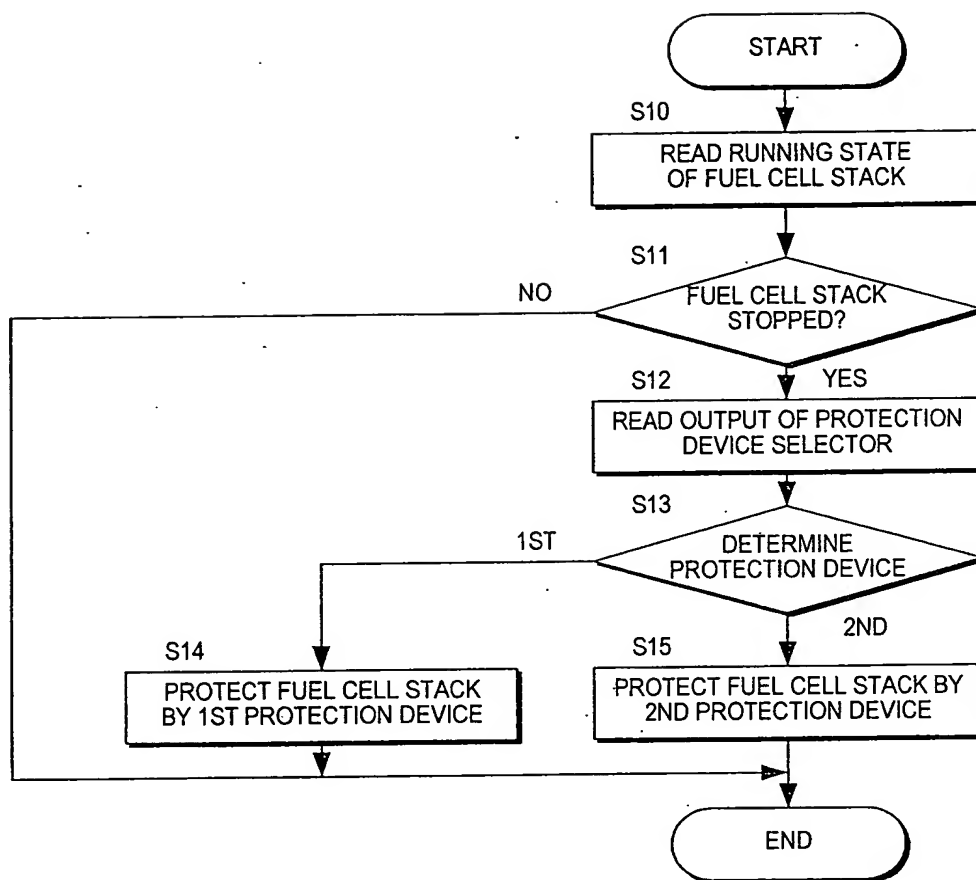 START
S10
READ RUNNING STATE
OF FUEL CELL STACK
S11
NO
FUEL CELL STACK
STOPPED?
YES
S12
READ OUTPUT OF PROTECTION
DEVICE SELECTOR
S13
1ST
DETERMINE
PROTECTION DEVICE
2ND
S14
PROTECT FUEL CELL STACK
BY 1ST PROTECTION DEVICE
S15
PROTECT FUEL CELL STACK BY
2ND PROTECTION DEVICE
END